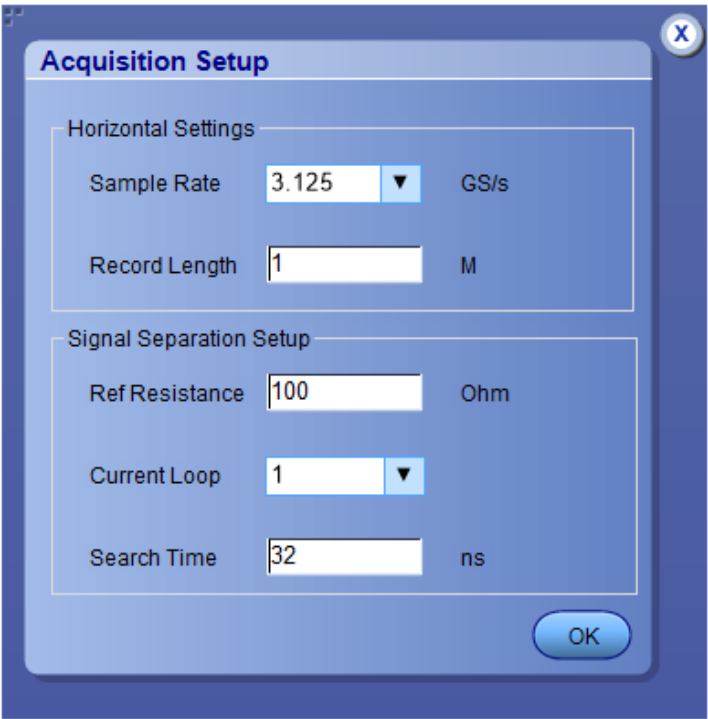 X
Acquisition Setup
Horizontal Settings
Sample Rate 3.125 ▼ GS/s
Record Length 1 M
Signal Separation Setup
Ref Resistance 100 Ohm
Current Loop 1 ▼
Search Time 32 ns
OK